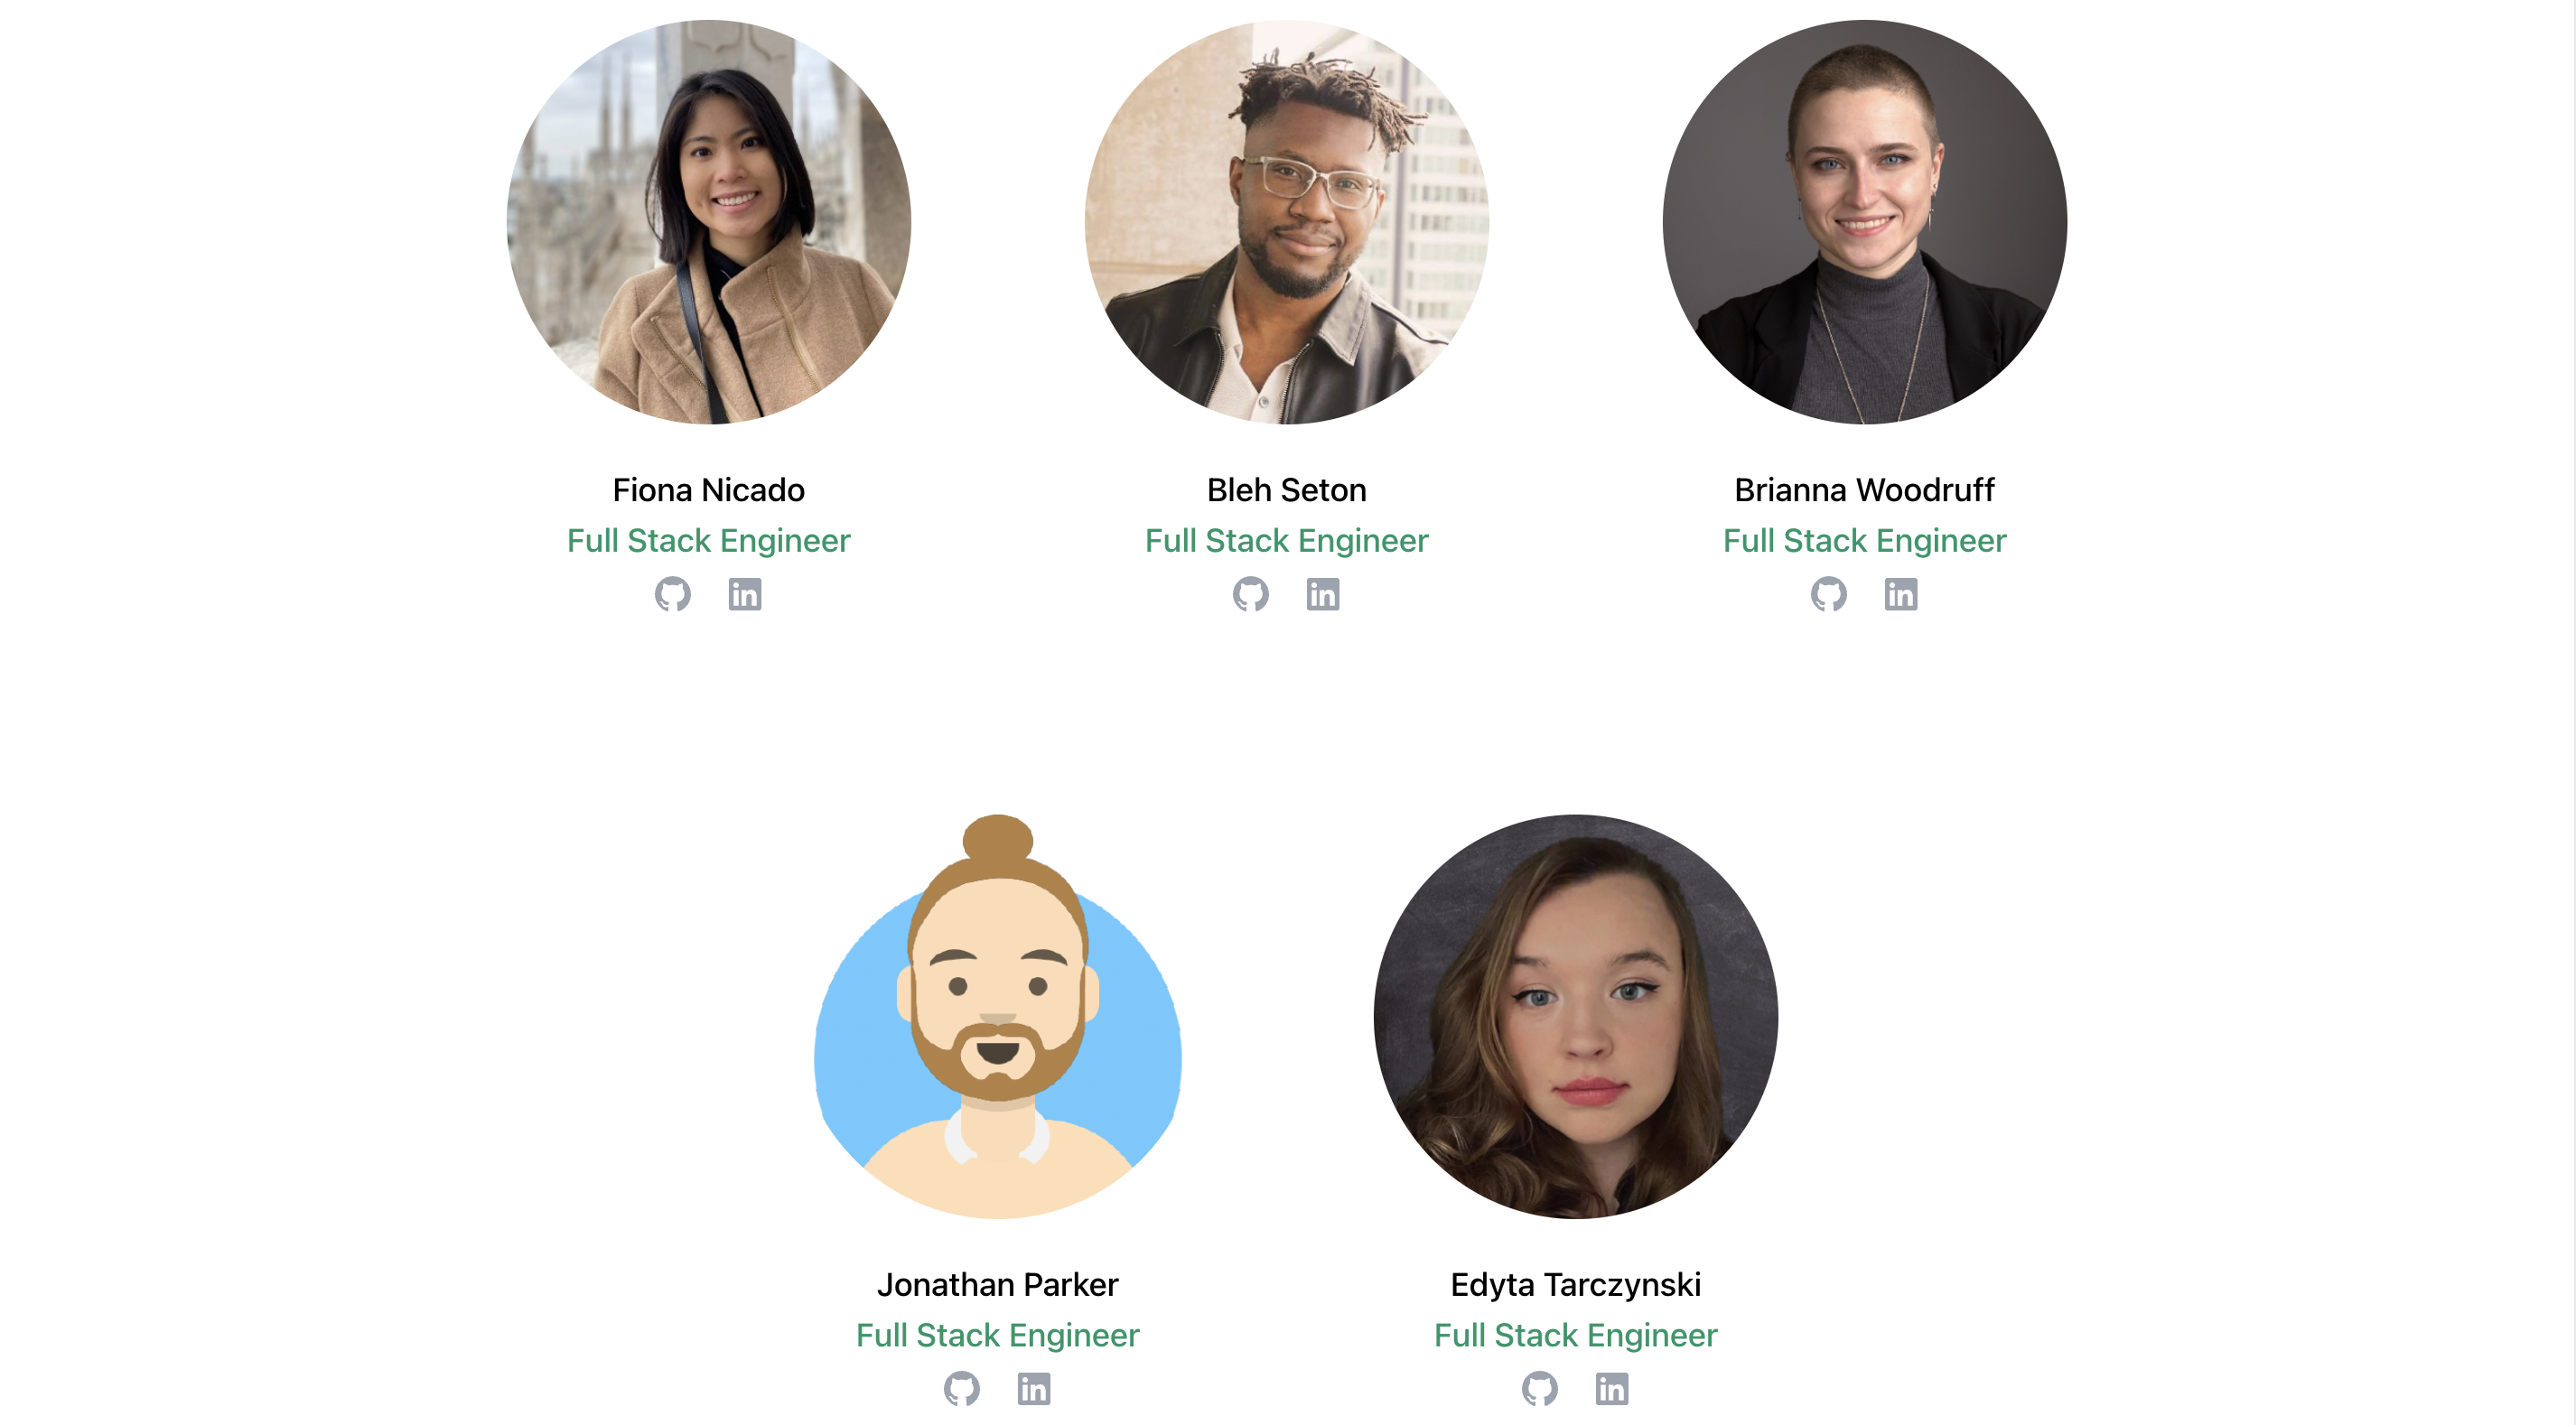 Fiona Nicado
Full Stack Engineer
Bleh Seton
Full Stack Engineer
Brianna Woodruff
Full Stack Engineer
Jonathan Parker
Full Stack Engineer
Edyta Tarczynski
Full Stack Engineer